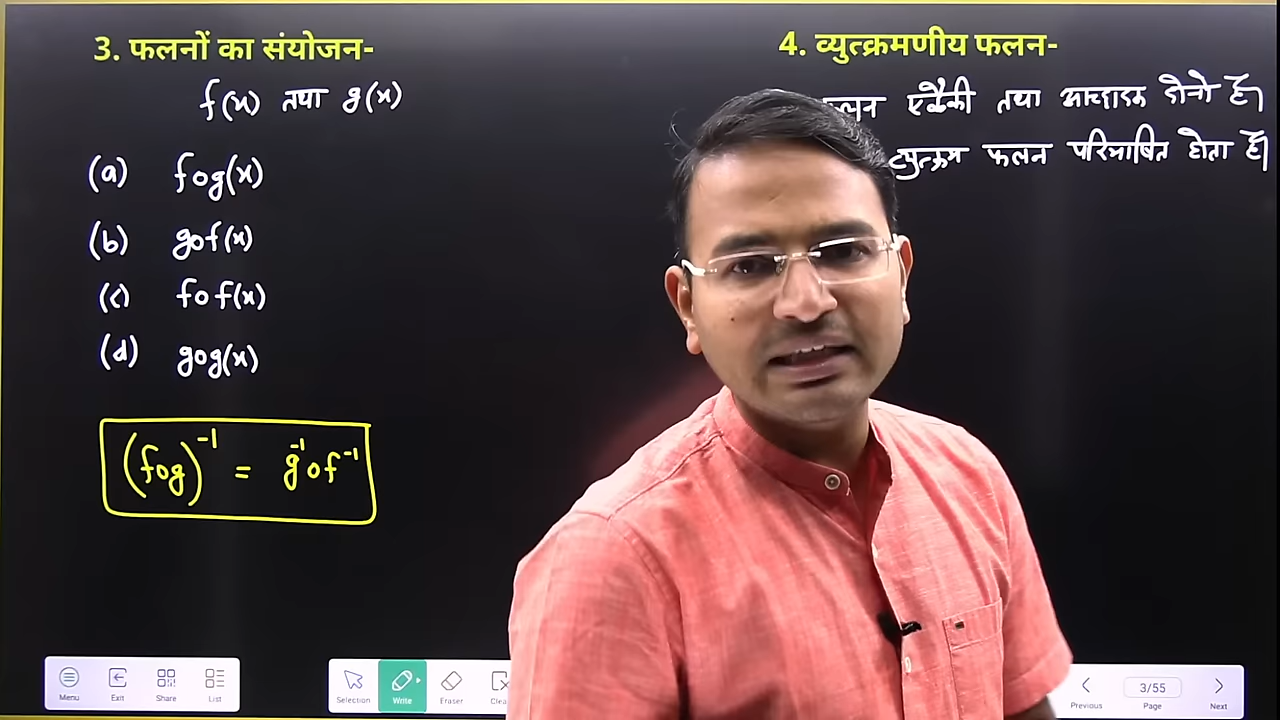 3. फलनों का संयोजन-
f(x) तथा g(x)
(a) fog(x)
(b) gof(x)
(c) fof(x)
(d) gog(x)
(fog)⁻¹ = g⁻¹of⁻¹
4. व्युत्क्रमणीय फलन-
एकैकी तथा आच्छादक दोनो है।
फलन परिभाषित होता है।
Menu
Exit
Share
List
Selection
Write
Eraser
Previous
3/55
Page
Next